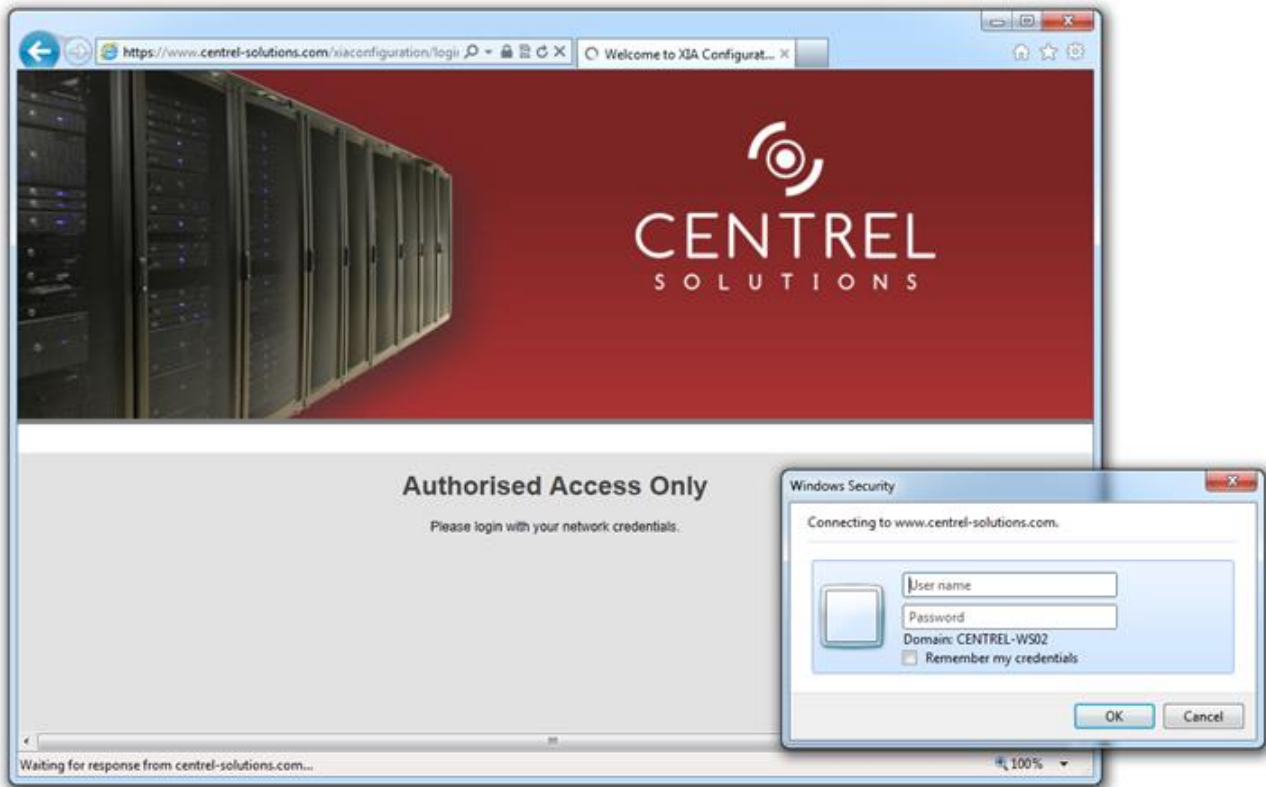 https://www.centrel-solutions.com/xiaconfiguration/logi
Welcome to XIA Configurat...
CENTREL
SOLUTIONS
Authorised Access Only
Please login with your network credentials.
Windows Security
Connecting to www.centrel-solutions.com.
User name
Password
Domain: CENTREL-WS02
Remember my credentials
OK Cancel
Waiting for response from centrel-solutions.com...
100%